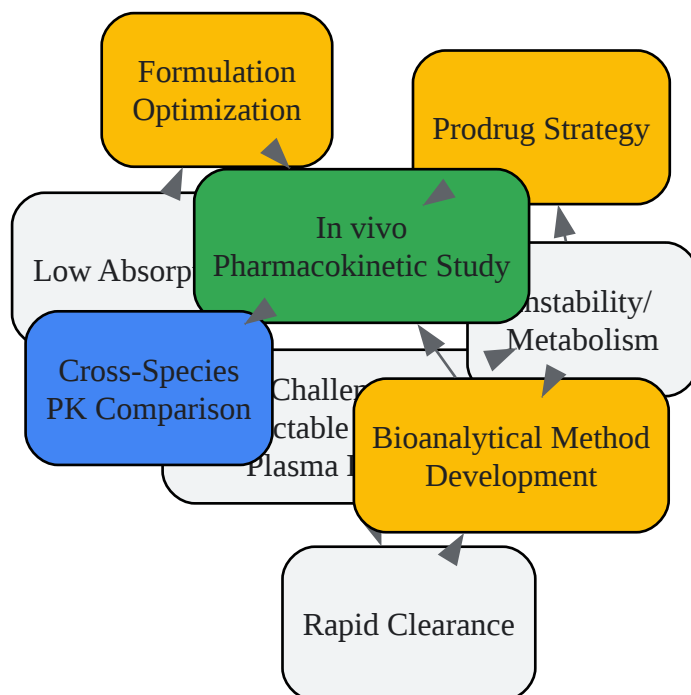 Formulation
Optimization
Prodrug Strategy
In vivo
Pharmacokinetic Study
Low Absorp
nstability/
Metabolism
Cross-Species
PK Comparison
Challen
ctable
Plasma
Bioanalytical Method
Development
Rapid Clearance